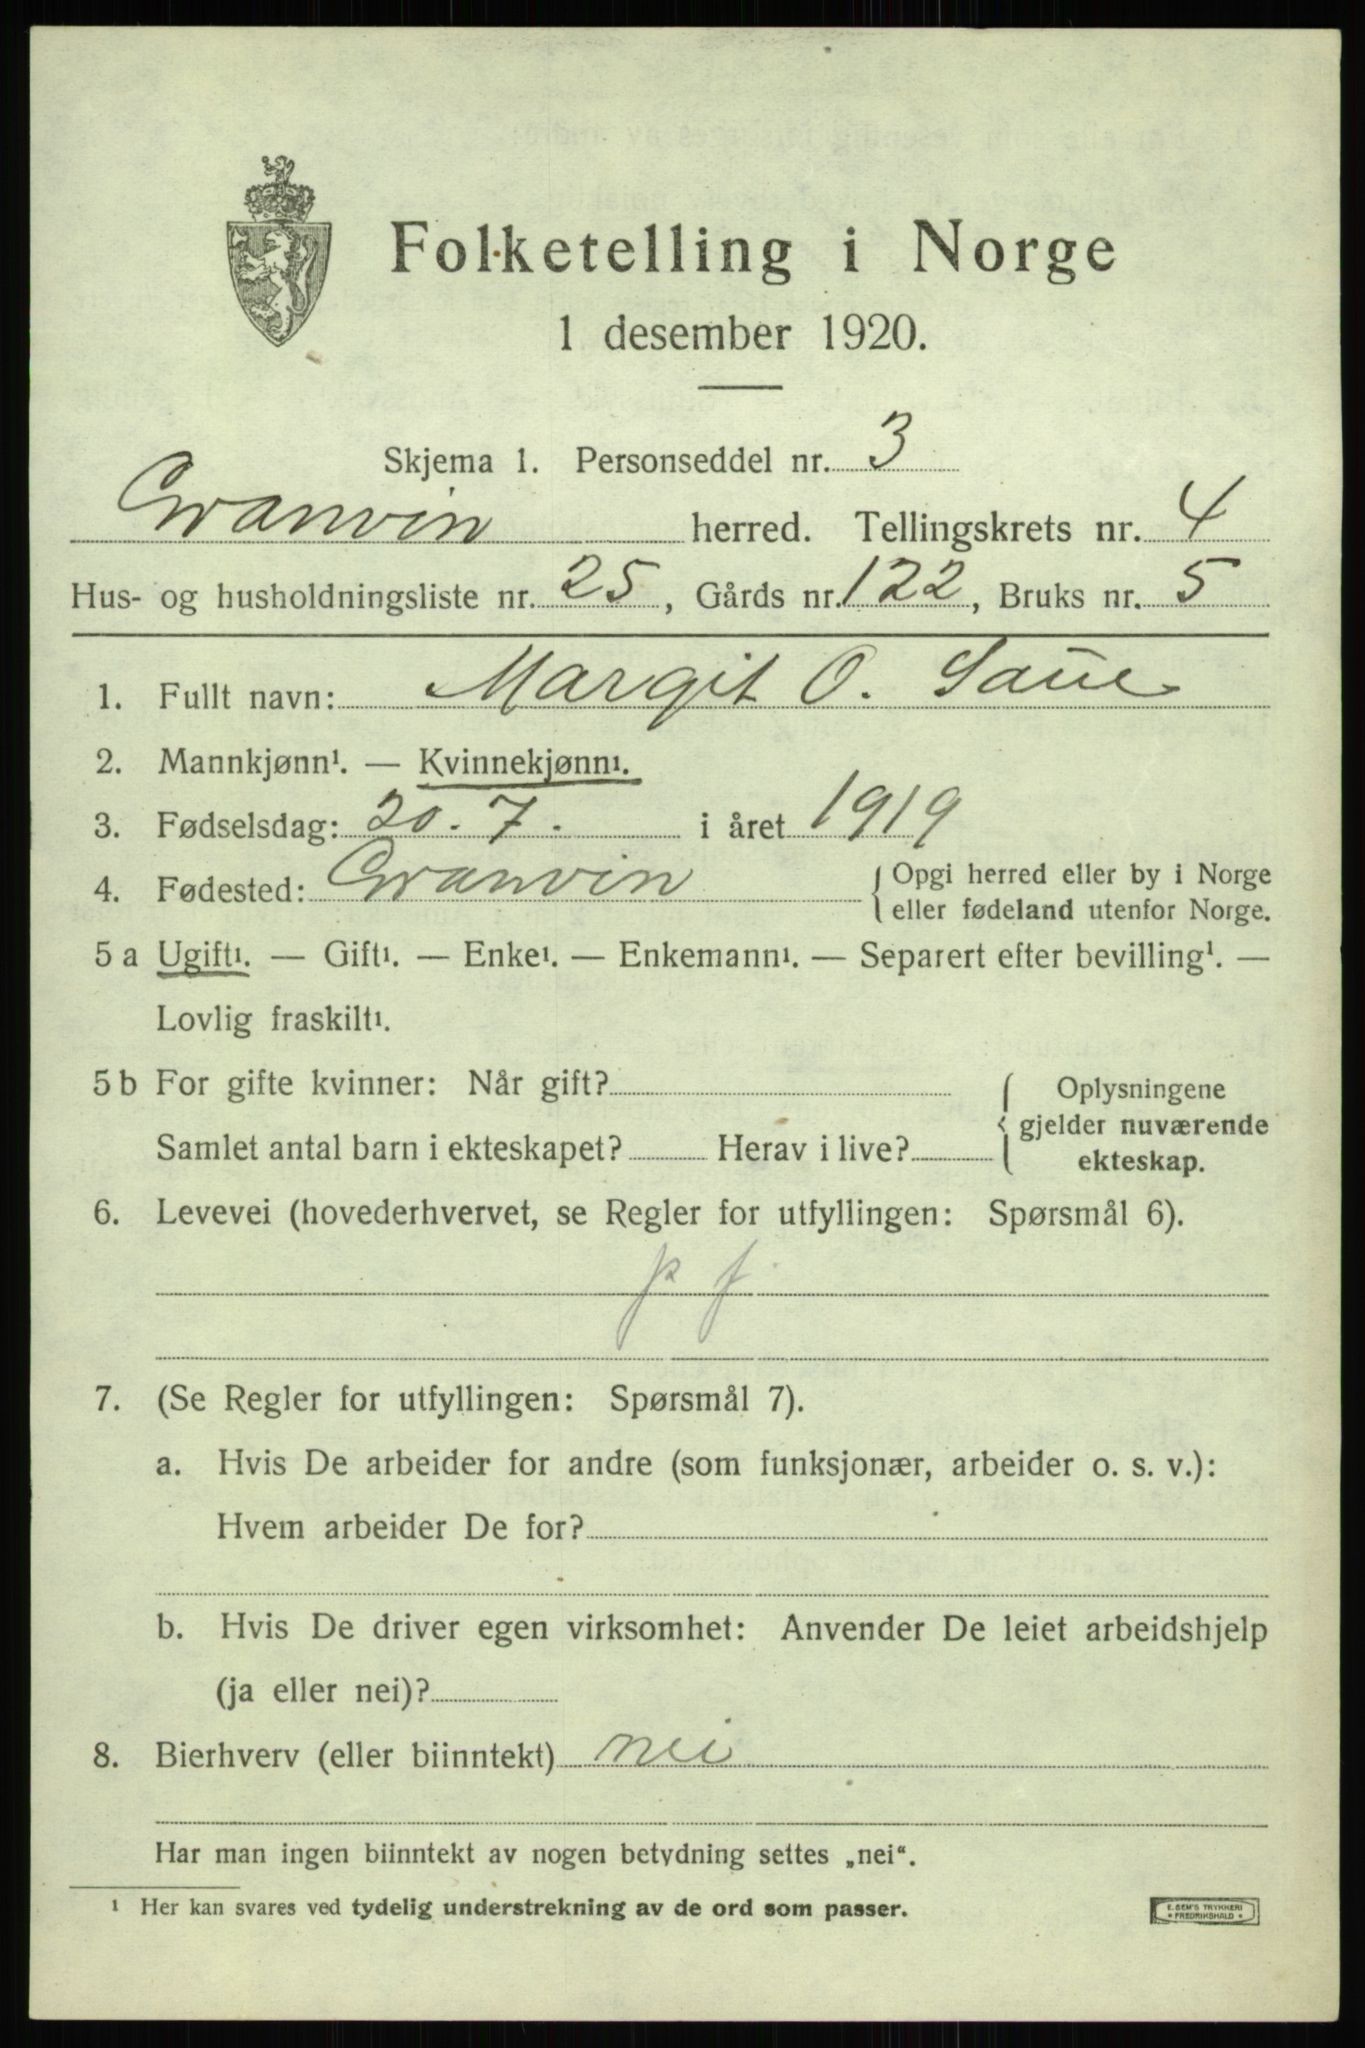 Folketelling i Norge
1 desember 1920.
Skjema 1. Personseddel nr. 3
Granvin herred. Tellingskrets nr. 4
Hus- og husholdningsliste nr. 25, Gårds nr. 122, Bruks nr. 5
1. Fullt navn: Margit O. Saue
2. Mannkjønn¹. — Kvinnekjønn¹.
3. Fødselsdag: 20. 7. i året 1919
4. Fødested: Granvin { Opgi herred eller by i Norge
eller fødeland utenfor Norge.
5 a Ugift¹. — Gift¹. — Enke¹. — Enkemann¹. — Separert efter bevilling¹. —
Lovlig fraskilt¹.
5 b For gifte kvinner: Når gift?
Samlet antal barn i ekteskapet? Herav i live?
{ Oplysningene
gjelder nuværende
ekteskap.
6. Levevei (hovederhvervet, se Regler for utfyllingen: Spørsmål 6).
p f
7. (Se Regler for utfyllingen: Spørsmål 7).
a. Hvis De arbeider for andre (som funksjonær, arbeider o. s. v.):
Hvem arbeider De for?
b. Hvis De driver egen virksomhet: Anvender De leiet arbeidshjelp
(ja eller nei)?
8. Bierhverv (eller biinntekt) nei
Har man ingen biinntekt av nogen betydning settes „nei“.
¹ Her kan svares ved tydelig understrekning av de ord som passer.
E. SEM'S TRYKKERI
• FREDRIKSHALD •